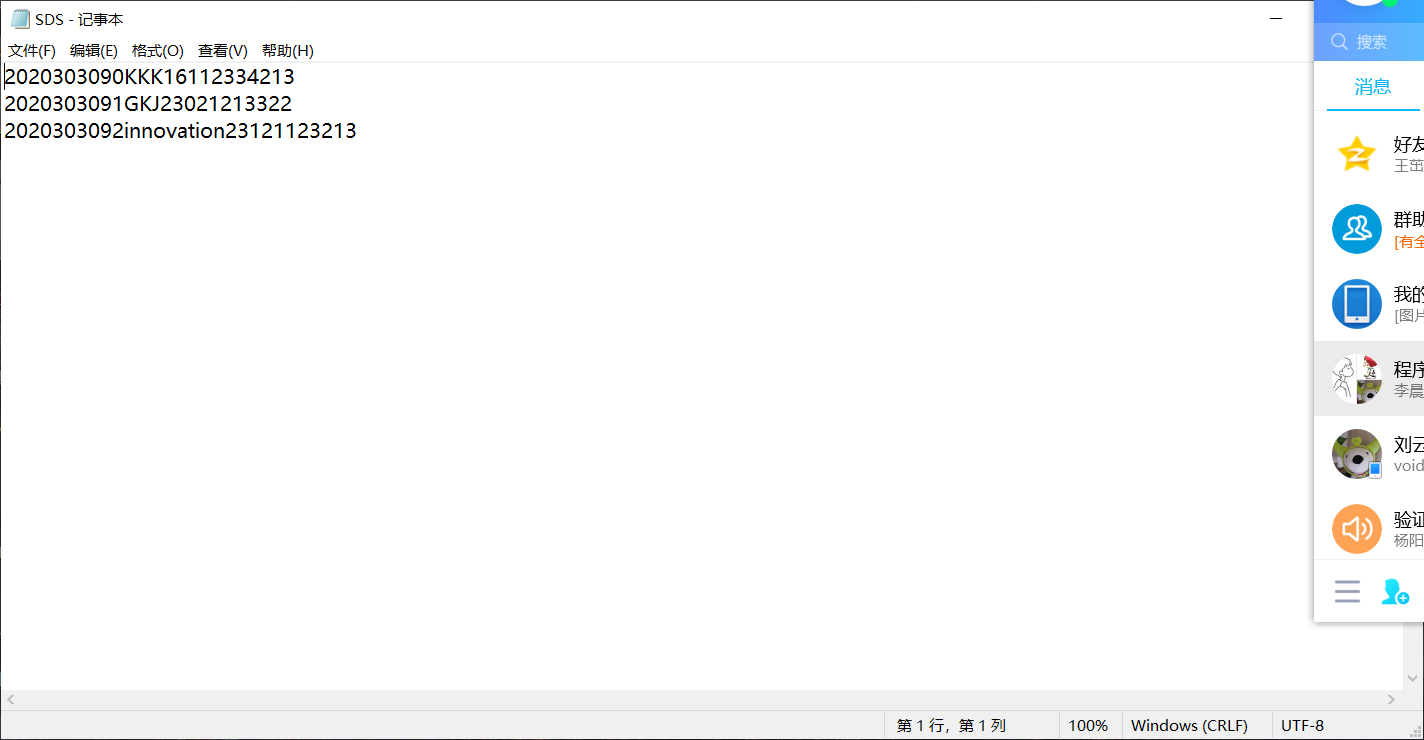 SDS - 记事本
文件(F) 编辑(E) 格式(O) 查看(V) 帮助(H)
2020303090KKK16112334213
2020303091GKJ23021213322
2020303092innovation23121123213
搜索
消息
好友
王茁
群助
[有全
我的
[图片
程序
李晨
刘云
void
验证
杨阳
第 1 行，第 1 列
100%
Windows (CRLF)
UTF-8